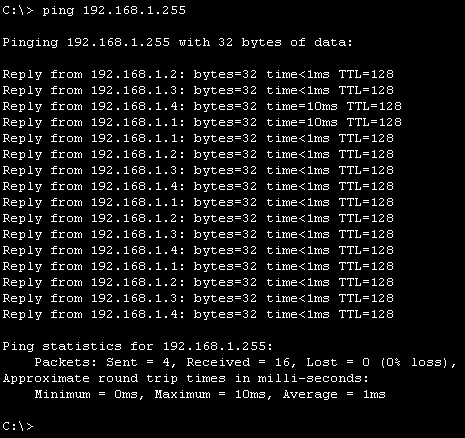 C:\> ping 192.168.1.255
Pinging 192.168.1.255 with 32 bytes of data:
Reply from 192.168.1.2: bytes=32 time<1ms TTL=128
Reply from 192.168.1.3: bytes=32 time<1ms TTL=128
Reply from 192.168.1.4: bytes=32 time=10ms TTL=128
Reply from 192.168.1.1: bytes=32 time=10ms TTL=128
Reply from 192.168.1.1: bytes=32 time<1ms TTL=128
Reply from 192.168.1.2: bytes=32 time<1ms TTL=128
Reply from 192.168.1.3: bytes=32 time<1ms TTL=128
Reply from 192.168.1.4: bytes=32 time<1ms TTL=128
Reply from 192.168.1.1: bytes=32 time<1ms TTL=128
Reply from 192.168.1.2: bytes=32 time<1ms TTL=128
Reply from 192.168.1.3: bytes=32 time<1ms TTL=128
Reply from 192.168.1.4: bytes=32 time<1ms TTL=128
Reply from 192.168.1.1: bytes=32 time<1ms TTL=128
Reply from 192.168.1.2: bytes=32 time<1ms TTL=128
Reply from 192.168.1.3: bytes=32 time<1ms TTL=128
Reply from 192.168.1.4: bytes=32 time<1ms TTL=128
Ping statistics for 192.168.1.255:
Packets: Sent = 4, Received = 16, Lost = 0 (0% loss),
Approximate round trip times in milli-seconds:
Minimum = 0ms, Maximum = 10ms, Average = 1ms
C:\>